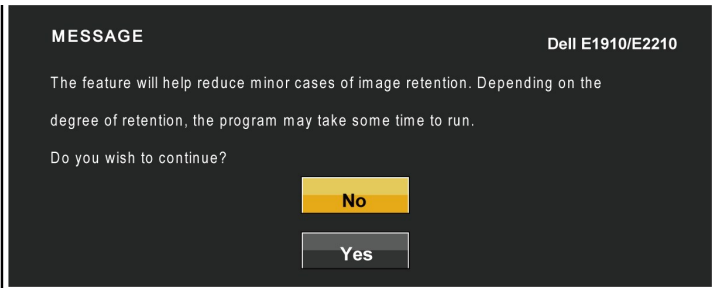 MESSAGE
Dell E1910/E2210
The feature will help reduce minor cases of image retention. Depending on the
degree of retention, the program may take some time to run.
Do you wish to continue?
No
Yes